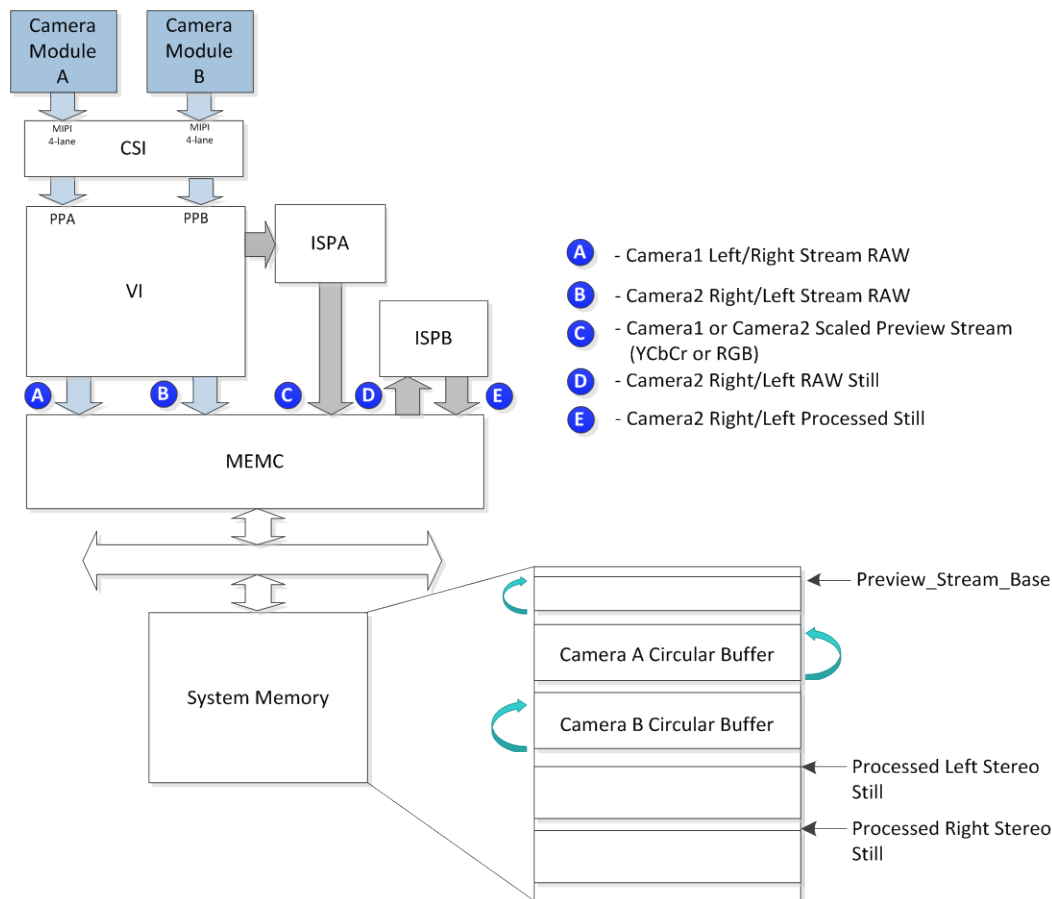 Camera
Module
A
Camera
Module
B
MIPI
4-lane
MIPI
4-lane
CSI
PPA
PPB
VI
ISPA
ISPB
A
B
C
D
E
MEMC
A - Camera1 Left/Right Stream RAW
B - Camera2 Right/Left Stream RAW
C - Camera1 or Camera2 Scaled Preview Stream
(YCbCr or RGB)
D - Camera2 Right/Left RAW Still
E - Camera2 Right/Left Processed Still
System Memory
Preview_Stream_Base
Camera A Circular Buffer
Camera B Circular Buffer
Processed Left Stereo
Still
Processed Right Stereo
Still